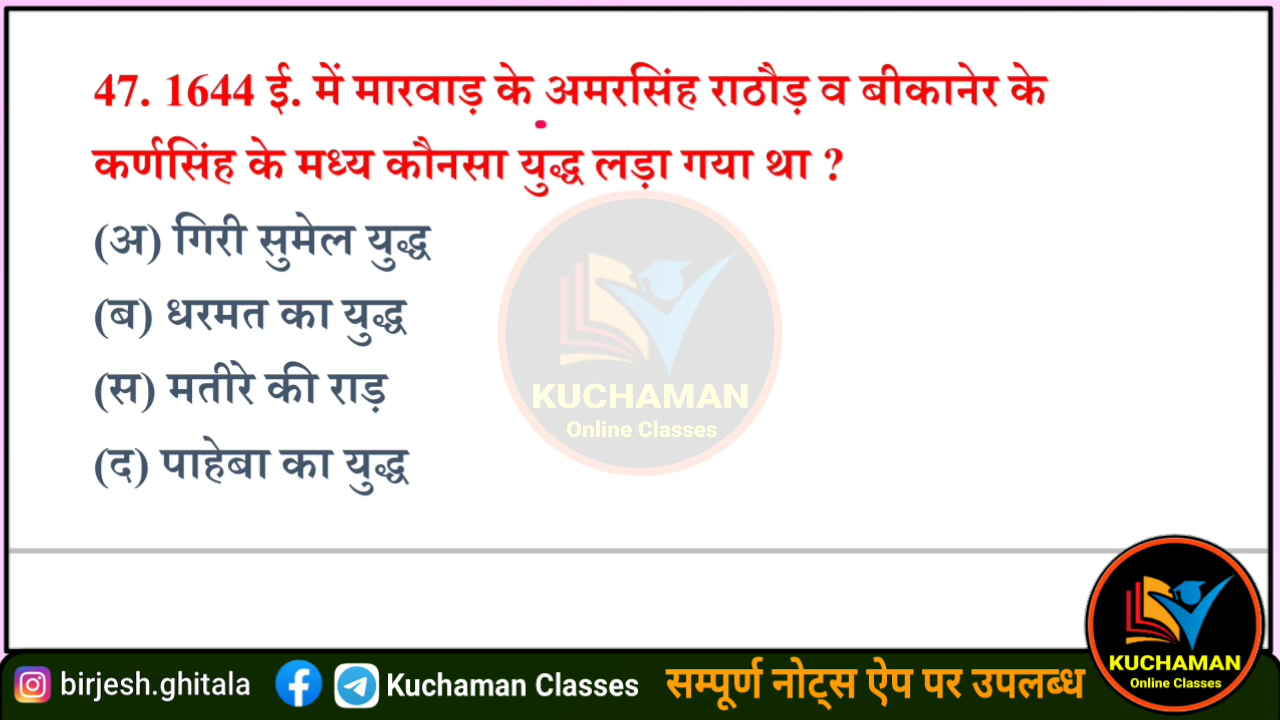 47. 1644 ई. में मारवाड़ के अमरसिंह राठौड़ व बीकानेर के
कर्णसिंह के मध्य कौनसा युद्ध लड़ा गया था ?
(अ) गिरी सुमेल युद्ध
(ब) धरमत का युद्ध
(स) मतीरे की राड़
(द) पाहेबा का युद्ध
KUCHAMAN
Online Classes
KUCHAMAN
Online Classes
birjesh.ghitala
Kuchaman Classes
सम्पूर्ण नोट्स ऐप पर उपलब्ध